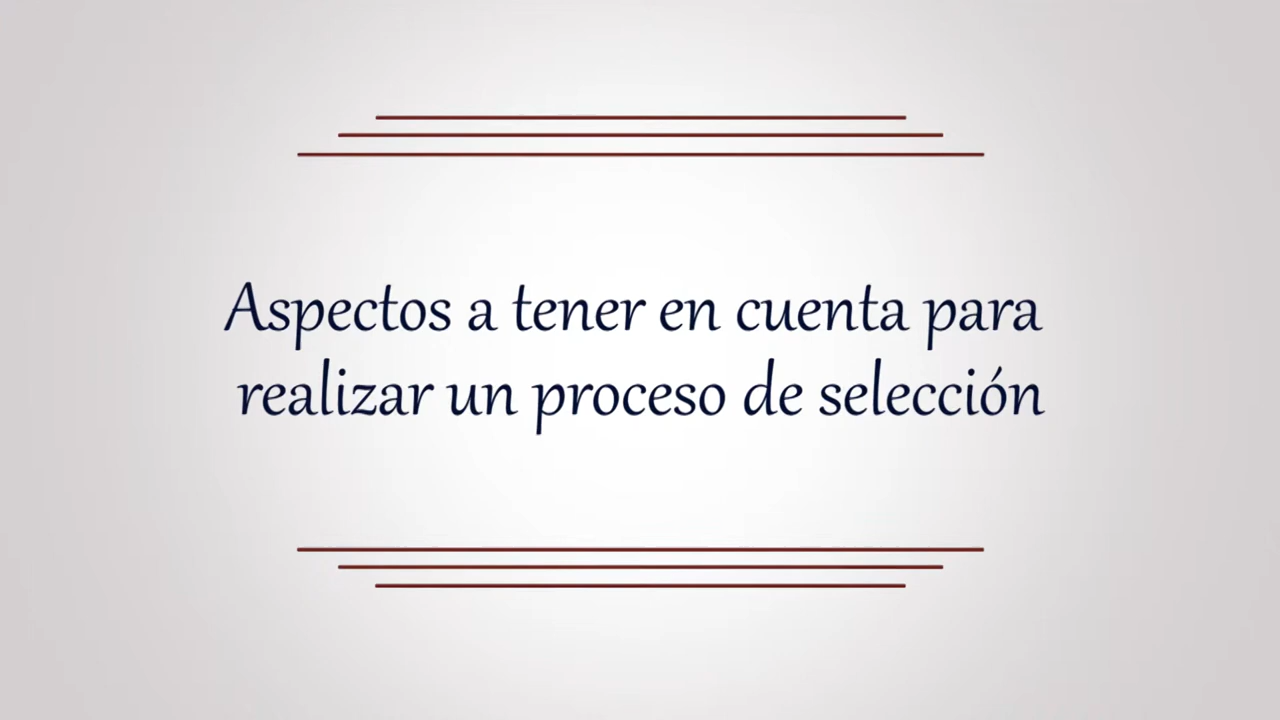 Aspectos a tener en cuenta para
realizar un proceso de selección